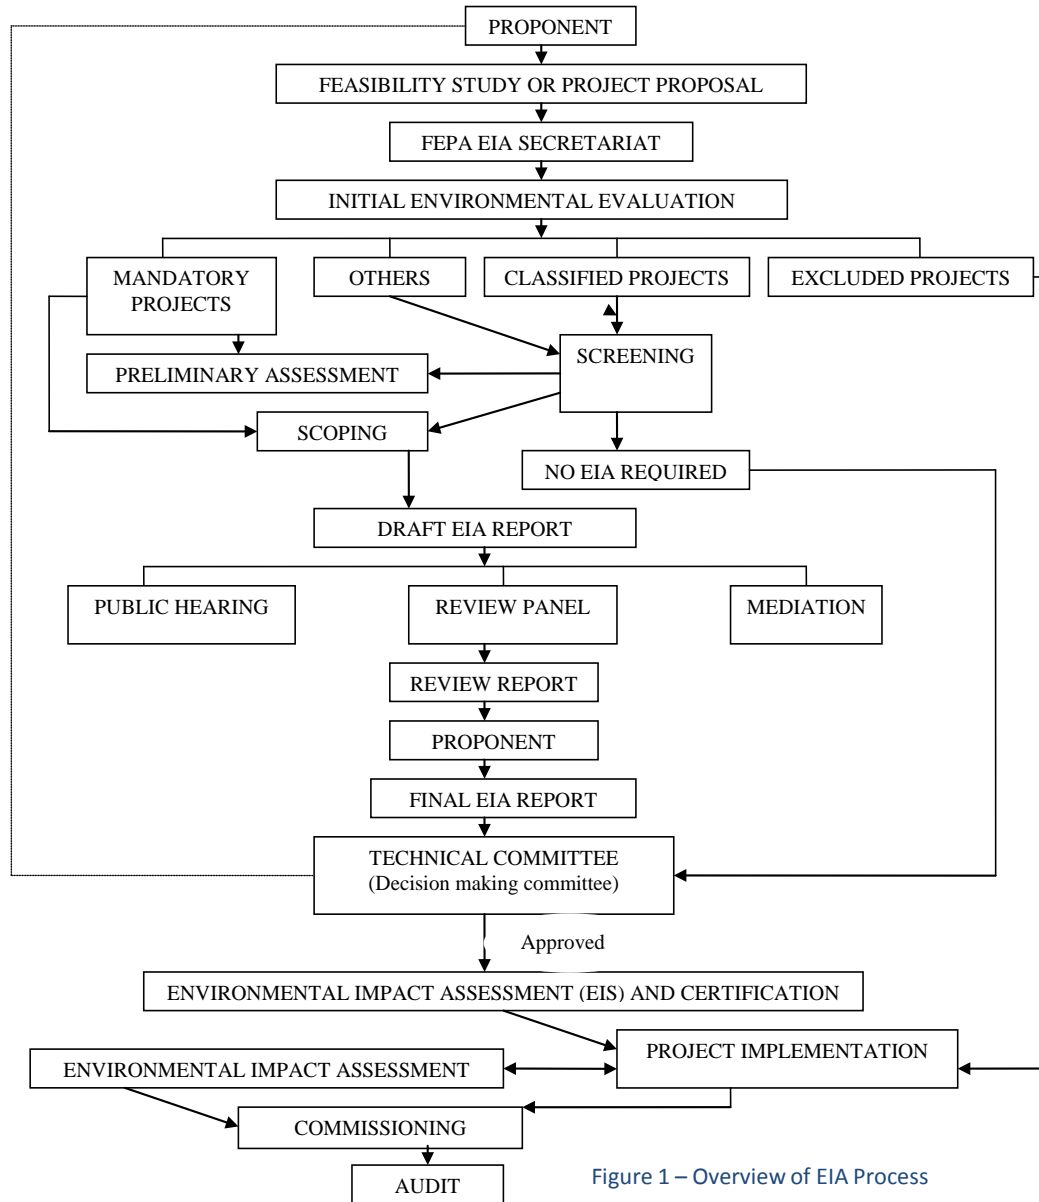 PROPONENT
FEASIBILITY STUDY OR PROJECT PROPOSAL
FEPA EIA SECRETARIAT
INITIAL ENVIRONMENTAL EVALUATION
MANDATORY
PROJECTS
OTHERS
CLASSIFIED PROJECTS
EXCLUDED PROJECTS
SCREENING
PRELIMINARY ASSESSMENT
SCOPING
NO EIA REQUIRED
DRAFT EIA REPORT
PUBLIC HEARING
REVIEW PANEL
MEDIATION
REVIEW REPORT
PROPONENT
FINAL EIA REPORT
TECHNICAL COMMITTEE
(Decision making committee)
Approved
ENVIRONMENTAL IMPACT ASSESSMENT (EIS) AND CERTIFICATION
PROJECT IMPLEMENTATION
ENVIRONMENTAL IMPACT ASSESSMENT
COMMISSIONING
AUDIT
Figure 1 – Overview of EIA Process